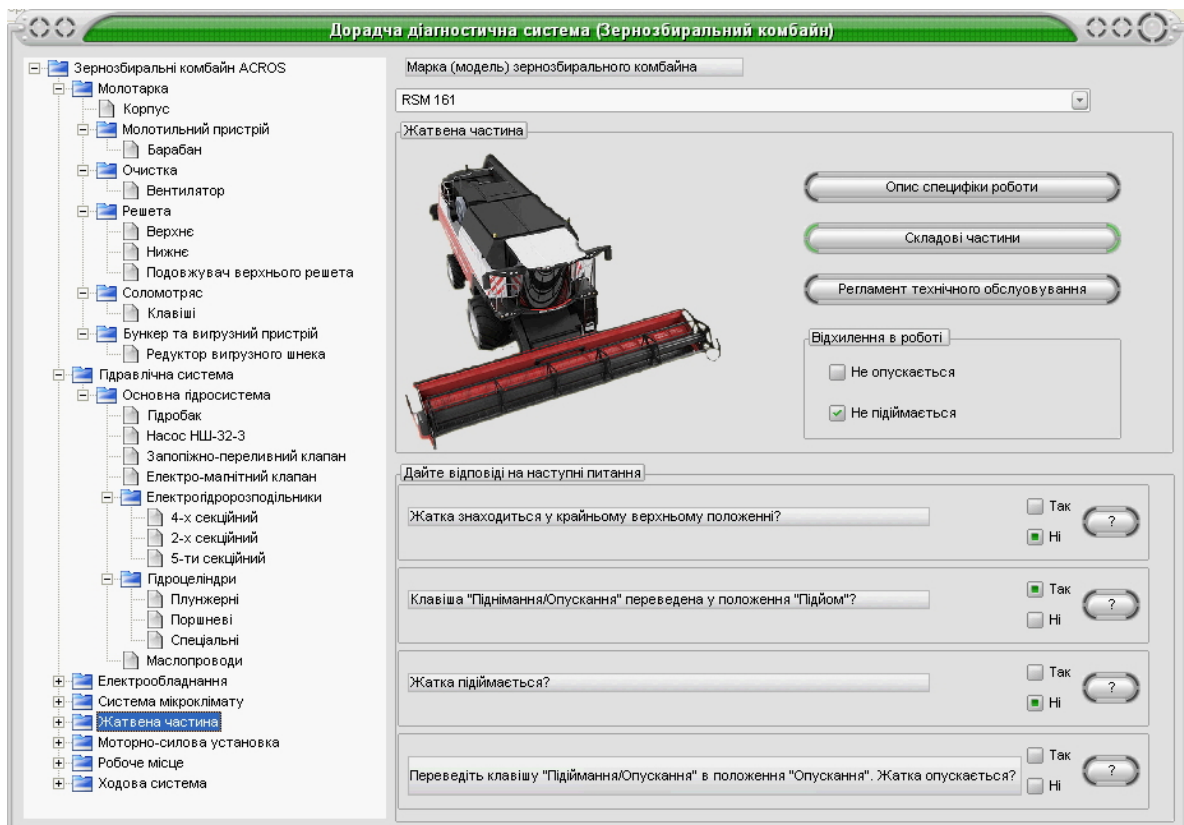 Дорадча діагностична система (Зернозбиральний комбайн)
Зернозбиральні комбайн ACROS
Молотарка
Корпус
Молотильний пристрій
Барабан
Очистка
Вентилятор
Решета
Верхнє
Нижнє
Подовжувач верхнього решета
Соломотряс
Клавіші
Бункер та вигрузний пристрій
Редуктор вигрузного шнека
Гідравлічна система
Основна гідросистема
Гідробак
Насос НШ-32-3
Запопіжно-переливний клапан
Електро-магнітний клапан
Електрогідророзподільники
4-х секційний
2-х секційний
5-ти секційний
Гідроцеліндри
Плунжерні
Поршневі
Спеціальні
Маслопроводи
Електрообладнання
Система мікроклімату
Жатвена частина
Моторно-силова установка
Робоче місце
Ходова система
Марка (модель) зернозбирального комбайна
RSM 161
Жатвена частина
Опис специфіки роботи
Складові частини
Регламент технічного обслуовування
Відхилення в роботі
Не опускається
Не підіймається
Дайте відповіді на наступні питання
Жатка знаходиться у крайньому верхньому положенні?
Так
Ні
?
Клавіша "Піднімання/Опускання" переведена у положення "Підйом"?
Так
Ні
?
Жатка підіймається?
Так
Ні
?
Переведіть клавішу "Підіймання/Опускання" в положення "Опускання". Жатка опускається?
Так
Ні
?